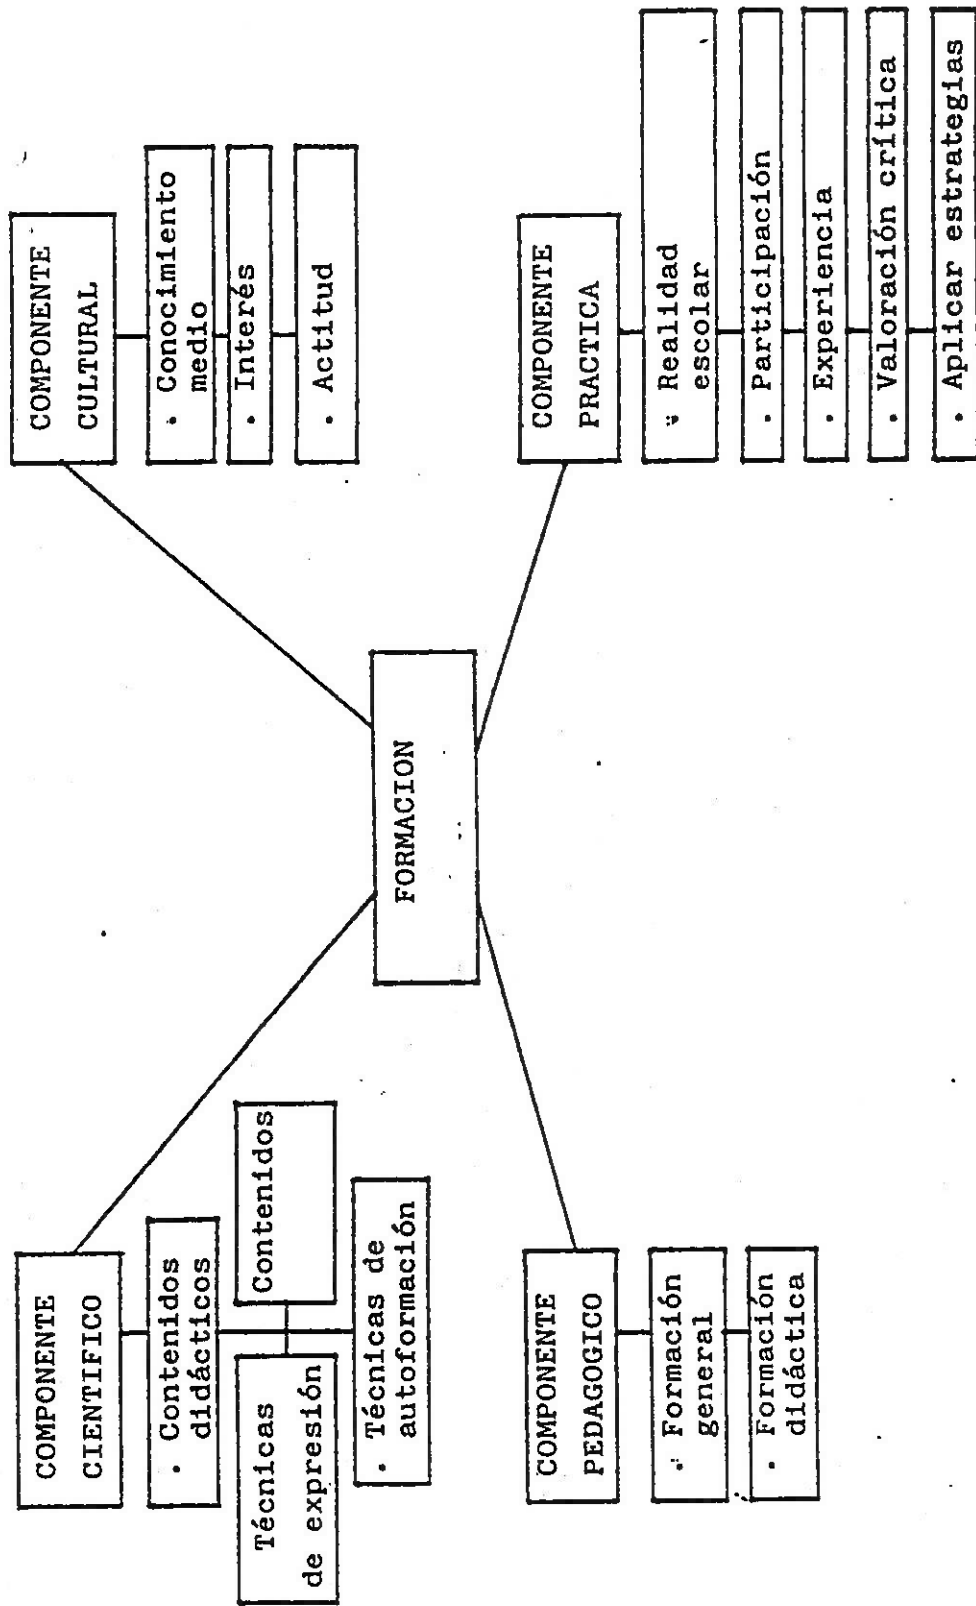 COMPONENTE
CIENTIFICO
· Contenidos
didácticos
Técnicas
de expresión
Contenidos
· Técnicas de
autoformación
COMPONENTE
CULTURAL
· Conocimiento
medio
· Interés
· Actitud
FORMACION
COMPONENTE
PEDAGOGICO
· Formación
general
· Formación
didáctica
COMPONENTE
PRACTICA
· Realidad
escolar
· Participación
· Experiencia
· Valoración crítica
· Aplicar estrategias